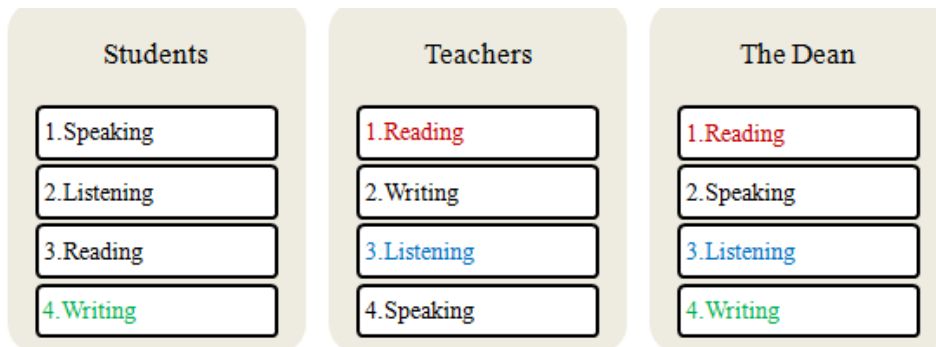 Students
1.Speaking
2.Listening
3.Reading
4.Writing
Teachers
1.Reading
2.Writing
3.Listening
4.Speaking
The Dean
1.Reading
2.Speaking
3.Listening
4.Writing